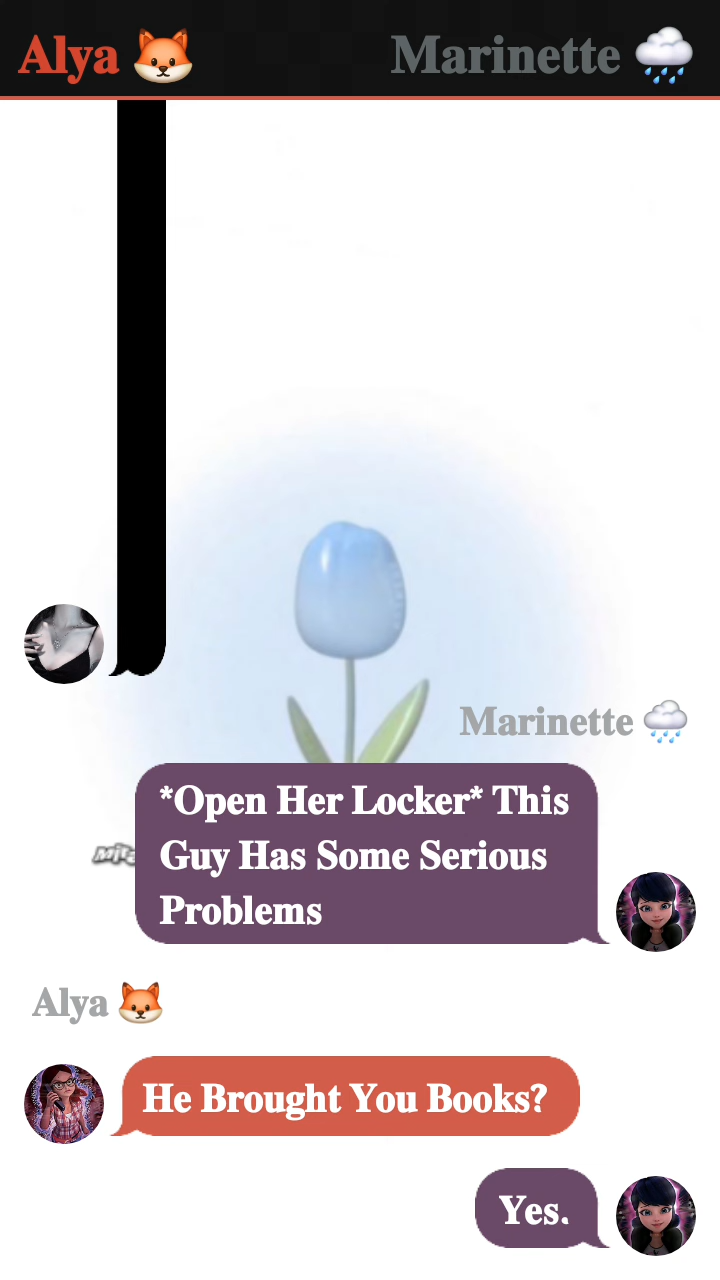 Alya 🦊 Marinette 🌧️
Marinette 🌧️
*Open Her Locker* This
Guy Has Some Serious
Problems
Alya 🦊
He Brought You Books?
Yes.